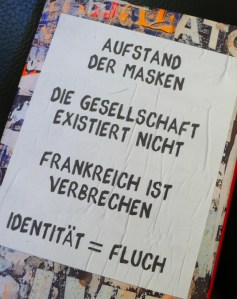 AUFSTAND
DER MASKEN
DIE GESELLSCHAFT
EXISTIERT NICHT
FRANKREICH IST
VERBRECHEN
IDENTITÄT = FLUCH